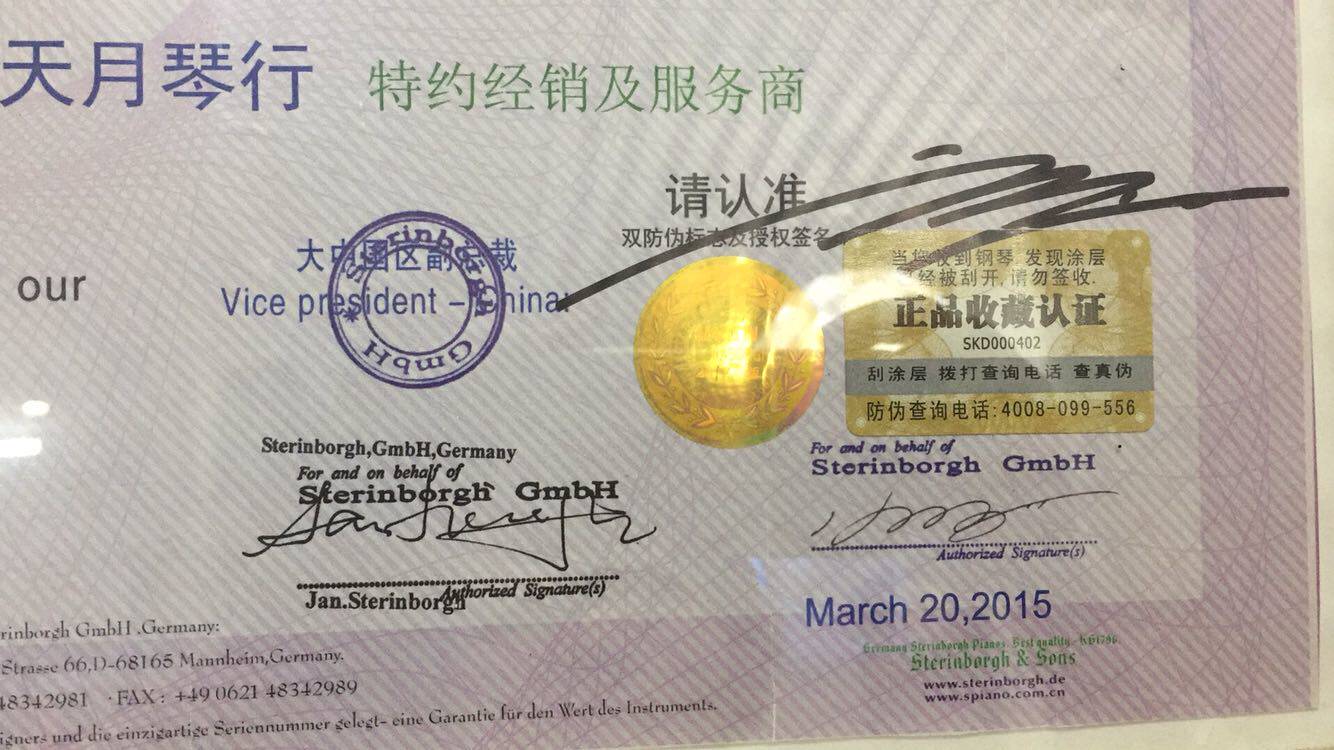 天月琴行 特约经销及服务商
请认准
双防伪标志及授权签名
大中国区副总裁
our
Vice president - China:
Sterinborgh
GmbH
当您收到钢琴 发现涂层
已经被刮开,请勿签收.
正品收藏认证
SKD000402
刮涂层 拨打查询电话 查真伪
防伪查询电话:4008-099-556
Sterinborgh,GmbH,Germany
For and on behalf of
Sterinborgh GmbH
Authorized Signature(s)
Jan.Sterinborgh
For and on behalf of
Sterinborgh GmbH
Authorized Signature(s)
March 20,2015
rinborgh GmbH .Germany:
Strasse 66,D-68165 Mannheim,Germany.
48342981 · FAX: +49 0621 48342989
igners und die einzigartige Seriennummer gelegt- eine Garantie für den Wert des Instruments.
Germany Sterinborgh Pianos. Best quality
Sterinborgh & Sons
www.sterinborgh.de
www.spiano.com.cn